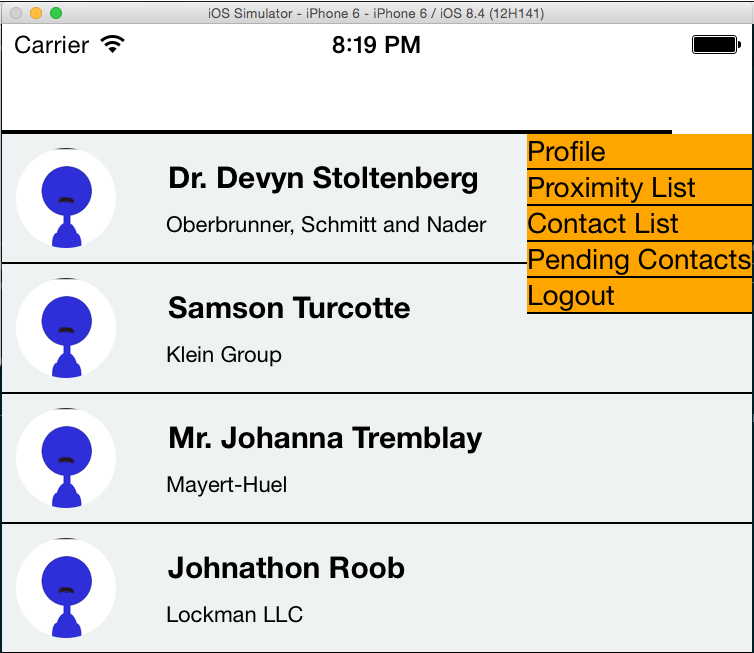 iOS Simulator - iPhone 6 - iPhone 6 / iOS 8.4 (12H141)
Carrier 8:19 PM
Dr. Devyn Stoltenberg
Oberbrunner, Schmitt and Nader
Profile
Proximity List
Contact List
Pending Contacts
Logout
Samson Turcotte
Klein Group
Mr. Johanna Tremblay
Mayert-Huel
Johnathon Roob
Lockman LLC